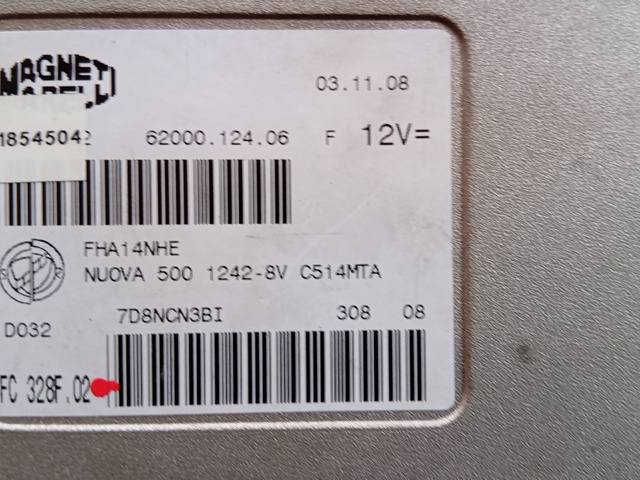 MAGNETI
MARELLI
03.11.08
18545042 62000.124.06 F 12V=
FHA14NHE
NUOVA 500 1242-8V C514MTA
7D8NCN3BI 308 08
D032
FC 328F.02